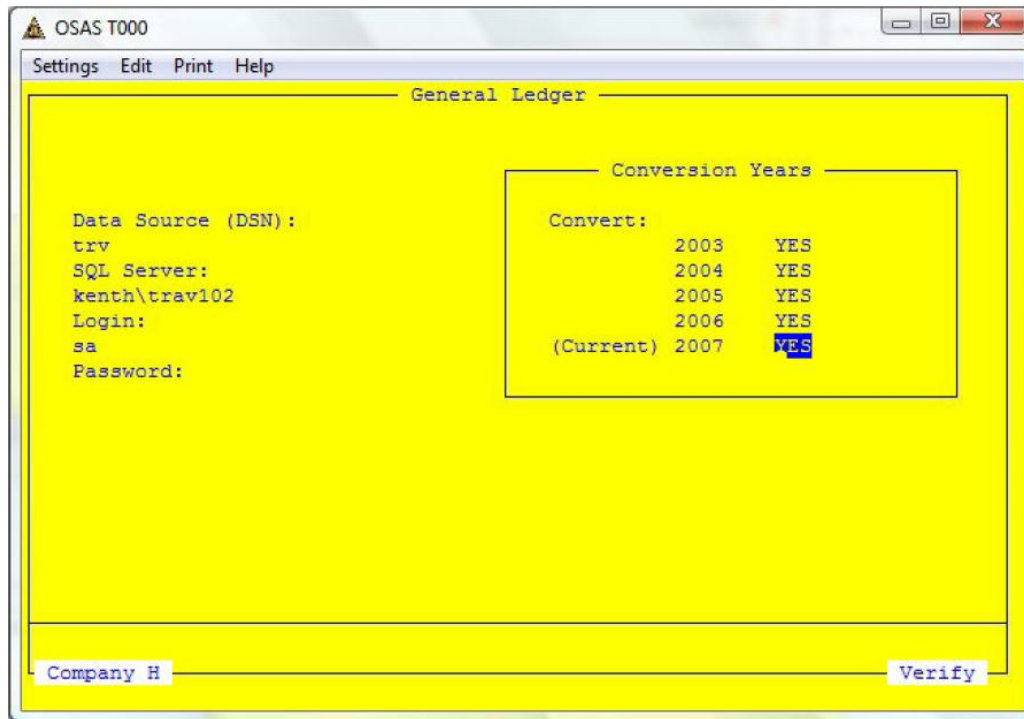 OSAS T000
Settings Edit Print Help
General Ledger
Data Source (DSN):
trv
SQL Server:
kenth\trav102
Login:
sa
Password:
Conversion Years
Convert:
2003 YES
2004 YES
2005 YES
2006 YES
(Current) 2007 YES
Company H
Verify